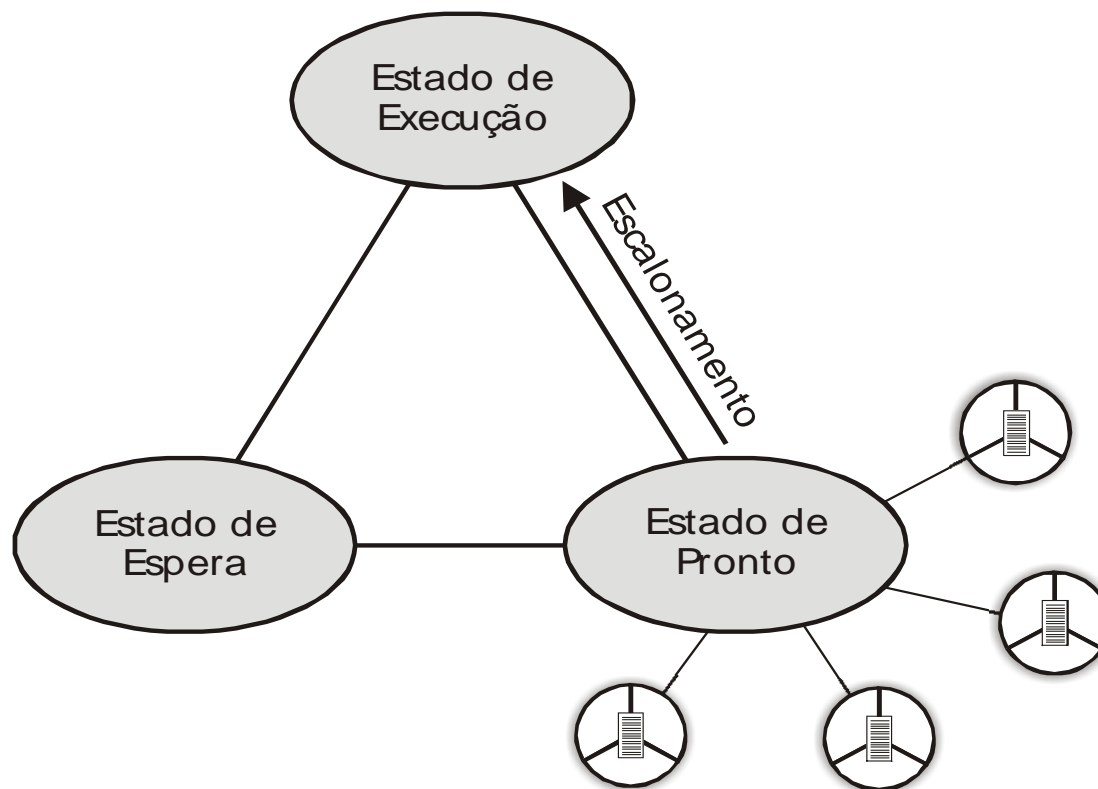 Estado de
Execução
Escalonamento
Estado de
Espera
Estado de
Pronto